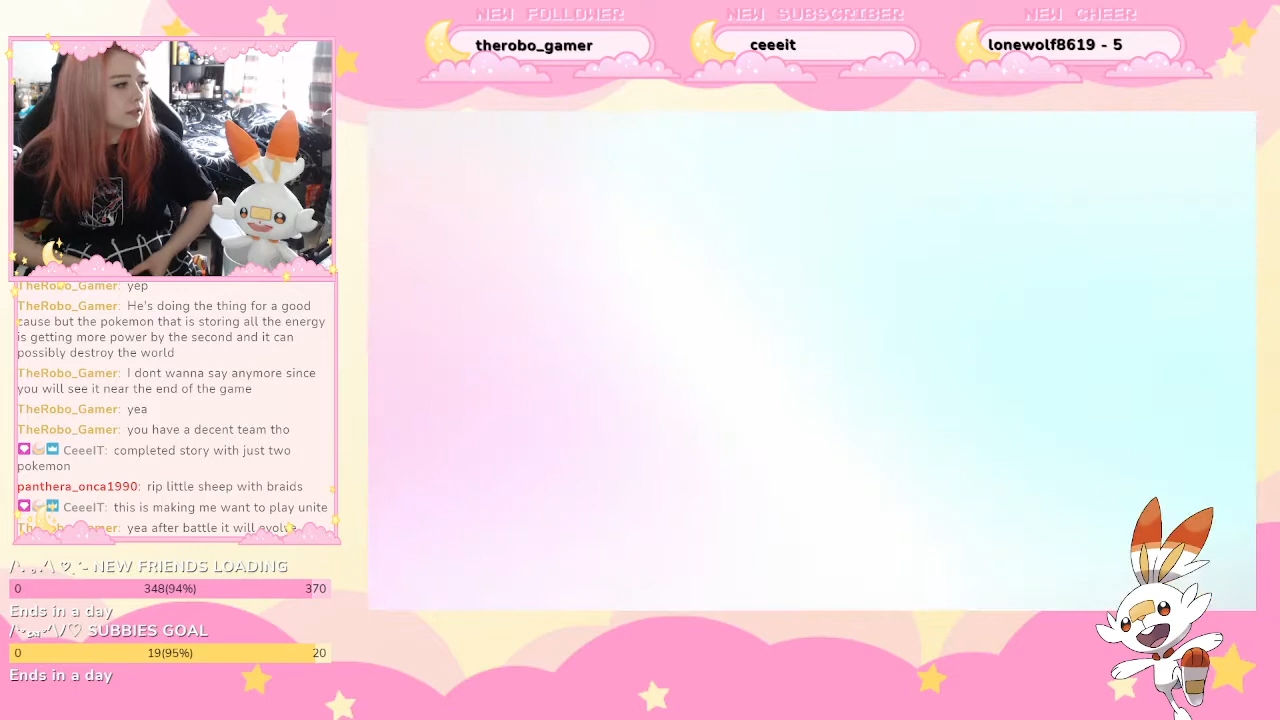 NEW FOLLOWER
NEW SUBSCRIBER
NEW CHEER
therobo_gamer
ceeeit
lonewolf8619 - 5
TheRobo_Gamer: yep
TheRobo_Gamer: He's doing the thing for a good
cause but the pokemon that is storing all the energy
is getting more power by the second and it can
possibly destroy the world
TheRobo_Gamer: I dont wanna say anymore since
you will see it near the end of the game
TheRobo_Gamer: yea
TheRobo_Gamer: you have a decent team tho
CeeeIT: completed story with just two
pokemon
panthera_onca1990: rip little sheep with braids
CeeeIT: this is making me want to play unite
TheRobo_Gamer: yea after battle it will evolve
NEW FRIENDS LOADING
0 348(94%) 370
Ends in a day
SUBBIES GOAL
0 19(95%) 20
Ends in a day